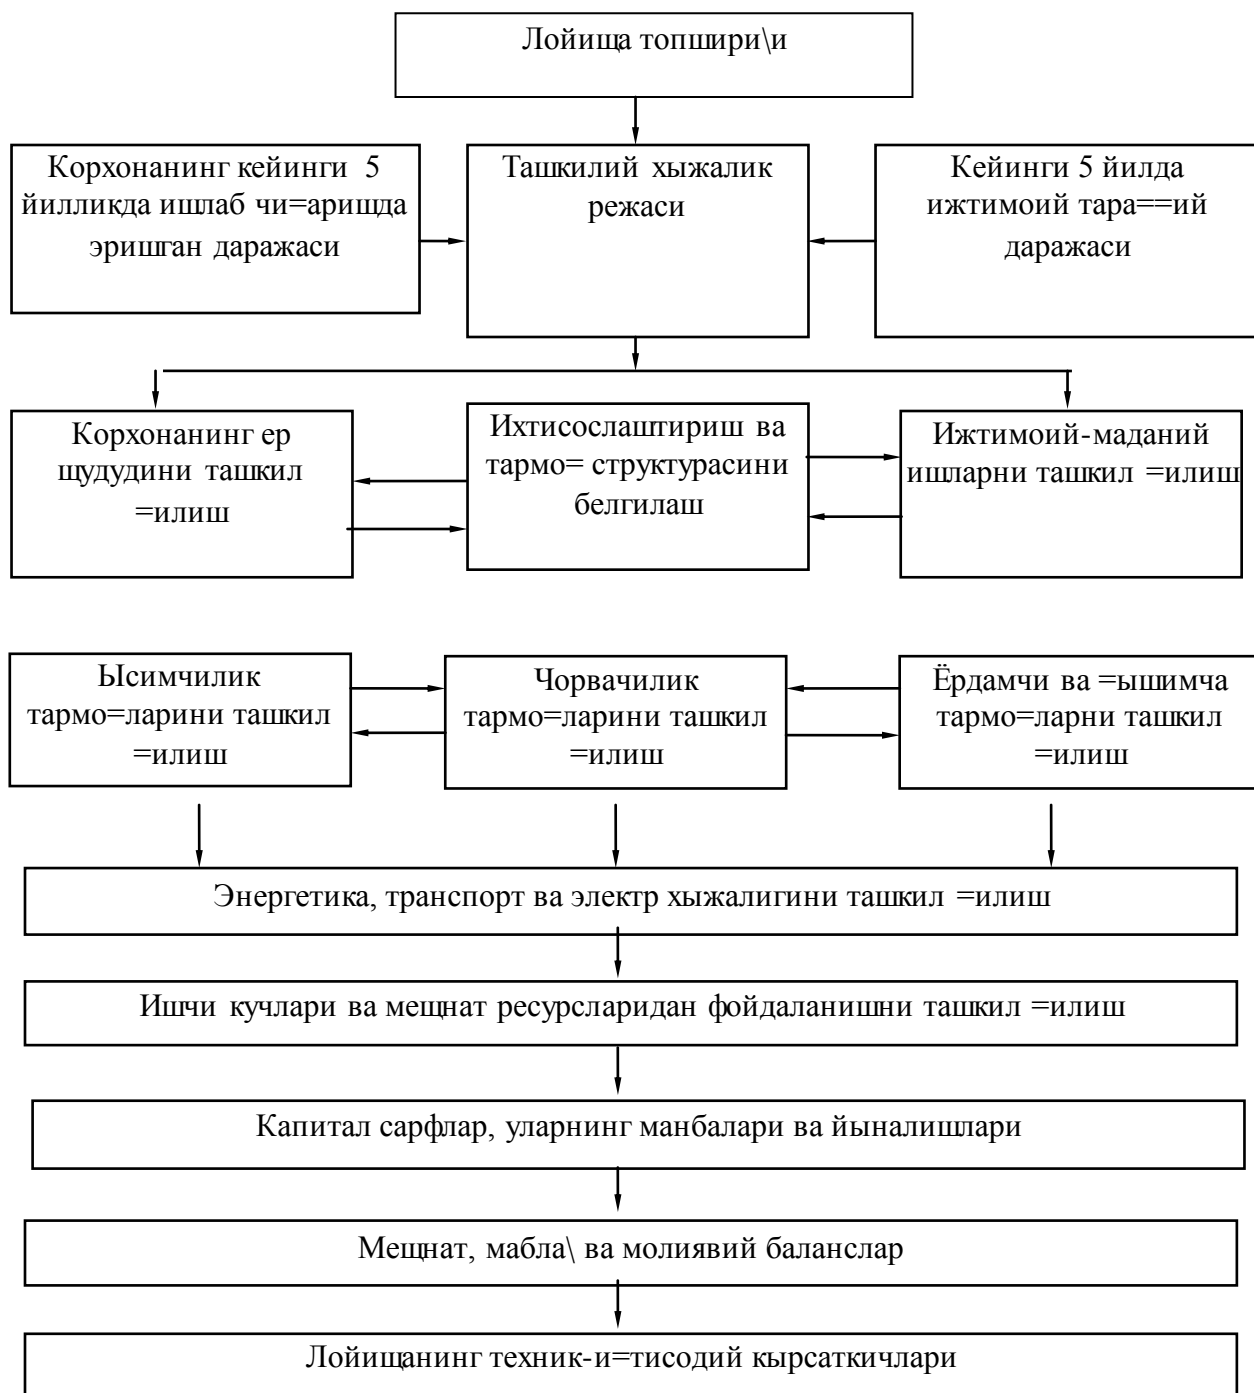 Лойища топшири\и
Корхонанинг кейинги 5
йилликда ишлаб чи=аришда
эришган даражаси
Ташкилий хыжалик
режаси
Кейинги 5 йилда
ижтимоий тара==ий
даражаси
Корхонанинг ер
щудудини ташкил
=илиш
Ихтисослаштириш ва
тармо= структурасини
белгилаш
Ижтимоий-маданий
ишларни ташкил =илиш
Ысимчилик
тармо=ларини ташкил
=илиш
Чорвачилик
тармо=ларини ташкил
=илиш
Ёрдамчи ва =ышимча
тармо=ларни ташкил
=илиш
Энергетика, транспорт ва электр хыжалигини ташкил =илиш
Ишчи кучлари ва мещнат ресурсларидан фойдаланишни ташкил =илиш
Капитал сарфлар, уларнинг манбалари ва йыналишлари
Мещнат, мабла\ ва молиявий баланслар
Лойищанинг техник-и=тисодий кырсаткичлари